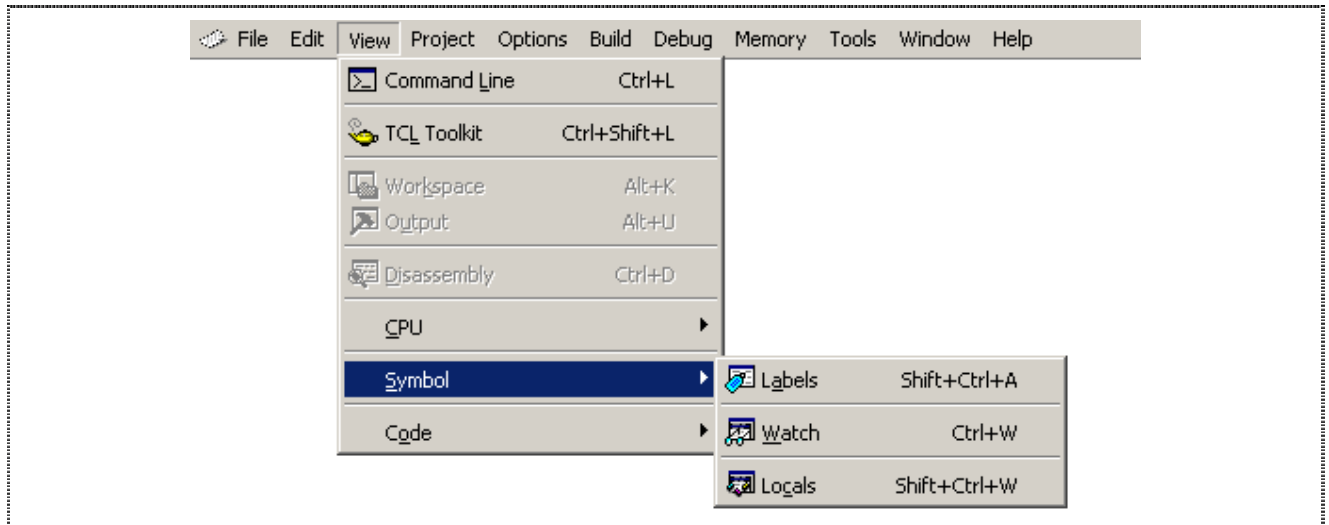 File Edit View Project Options Build Debug Memory Tools Window Help
Command Line Ctrl+L
TCL Toolkit Ctrl+Shift+L
Workspace Alt+K
Output Alt+U
Disassembly Ctrl+D
CPU
Symbol
Code
Labels Shift+Ctrl+A
Watch Ctrl+W
Locals Shift+Ctrl+W